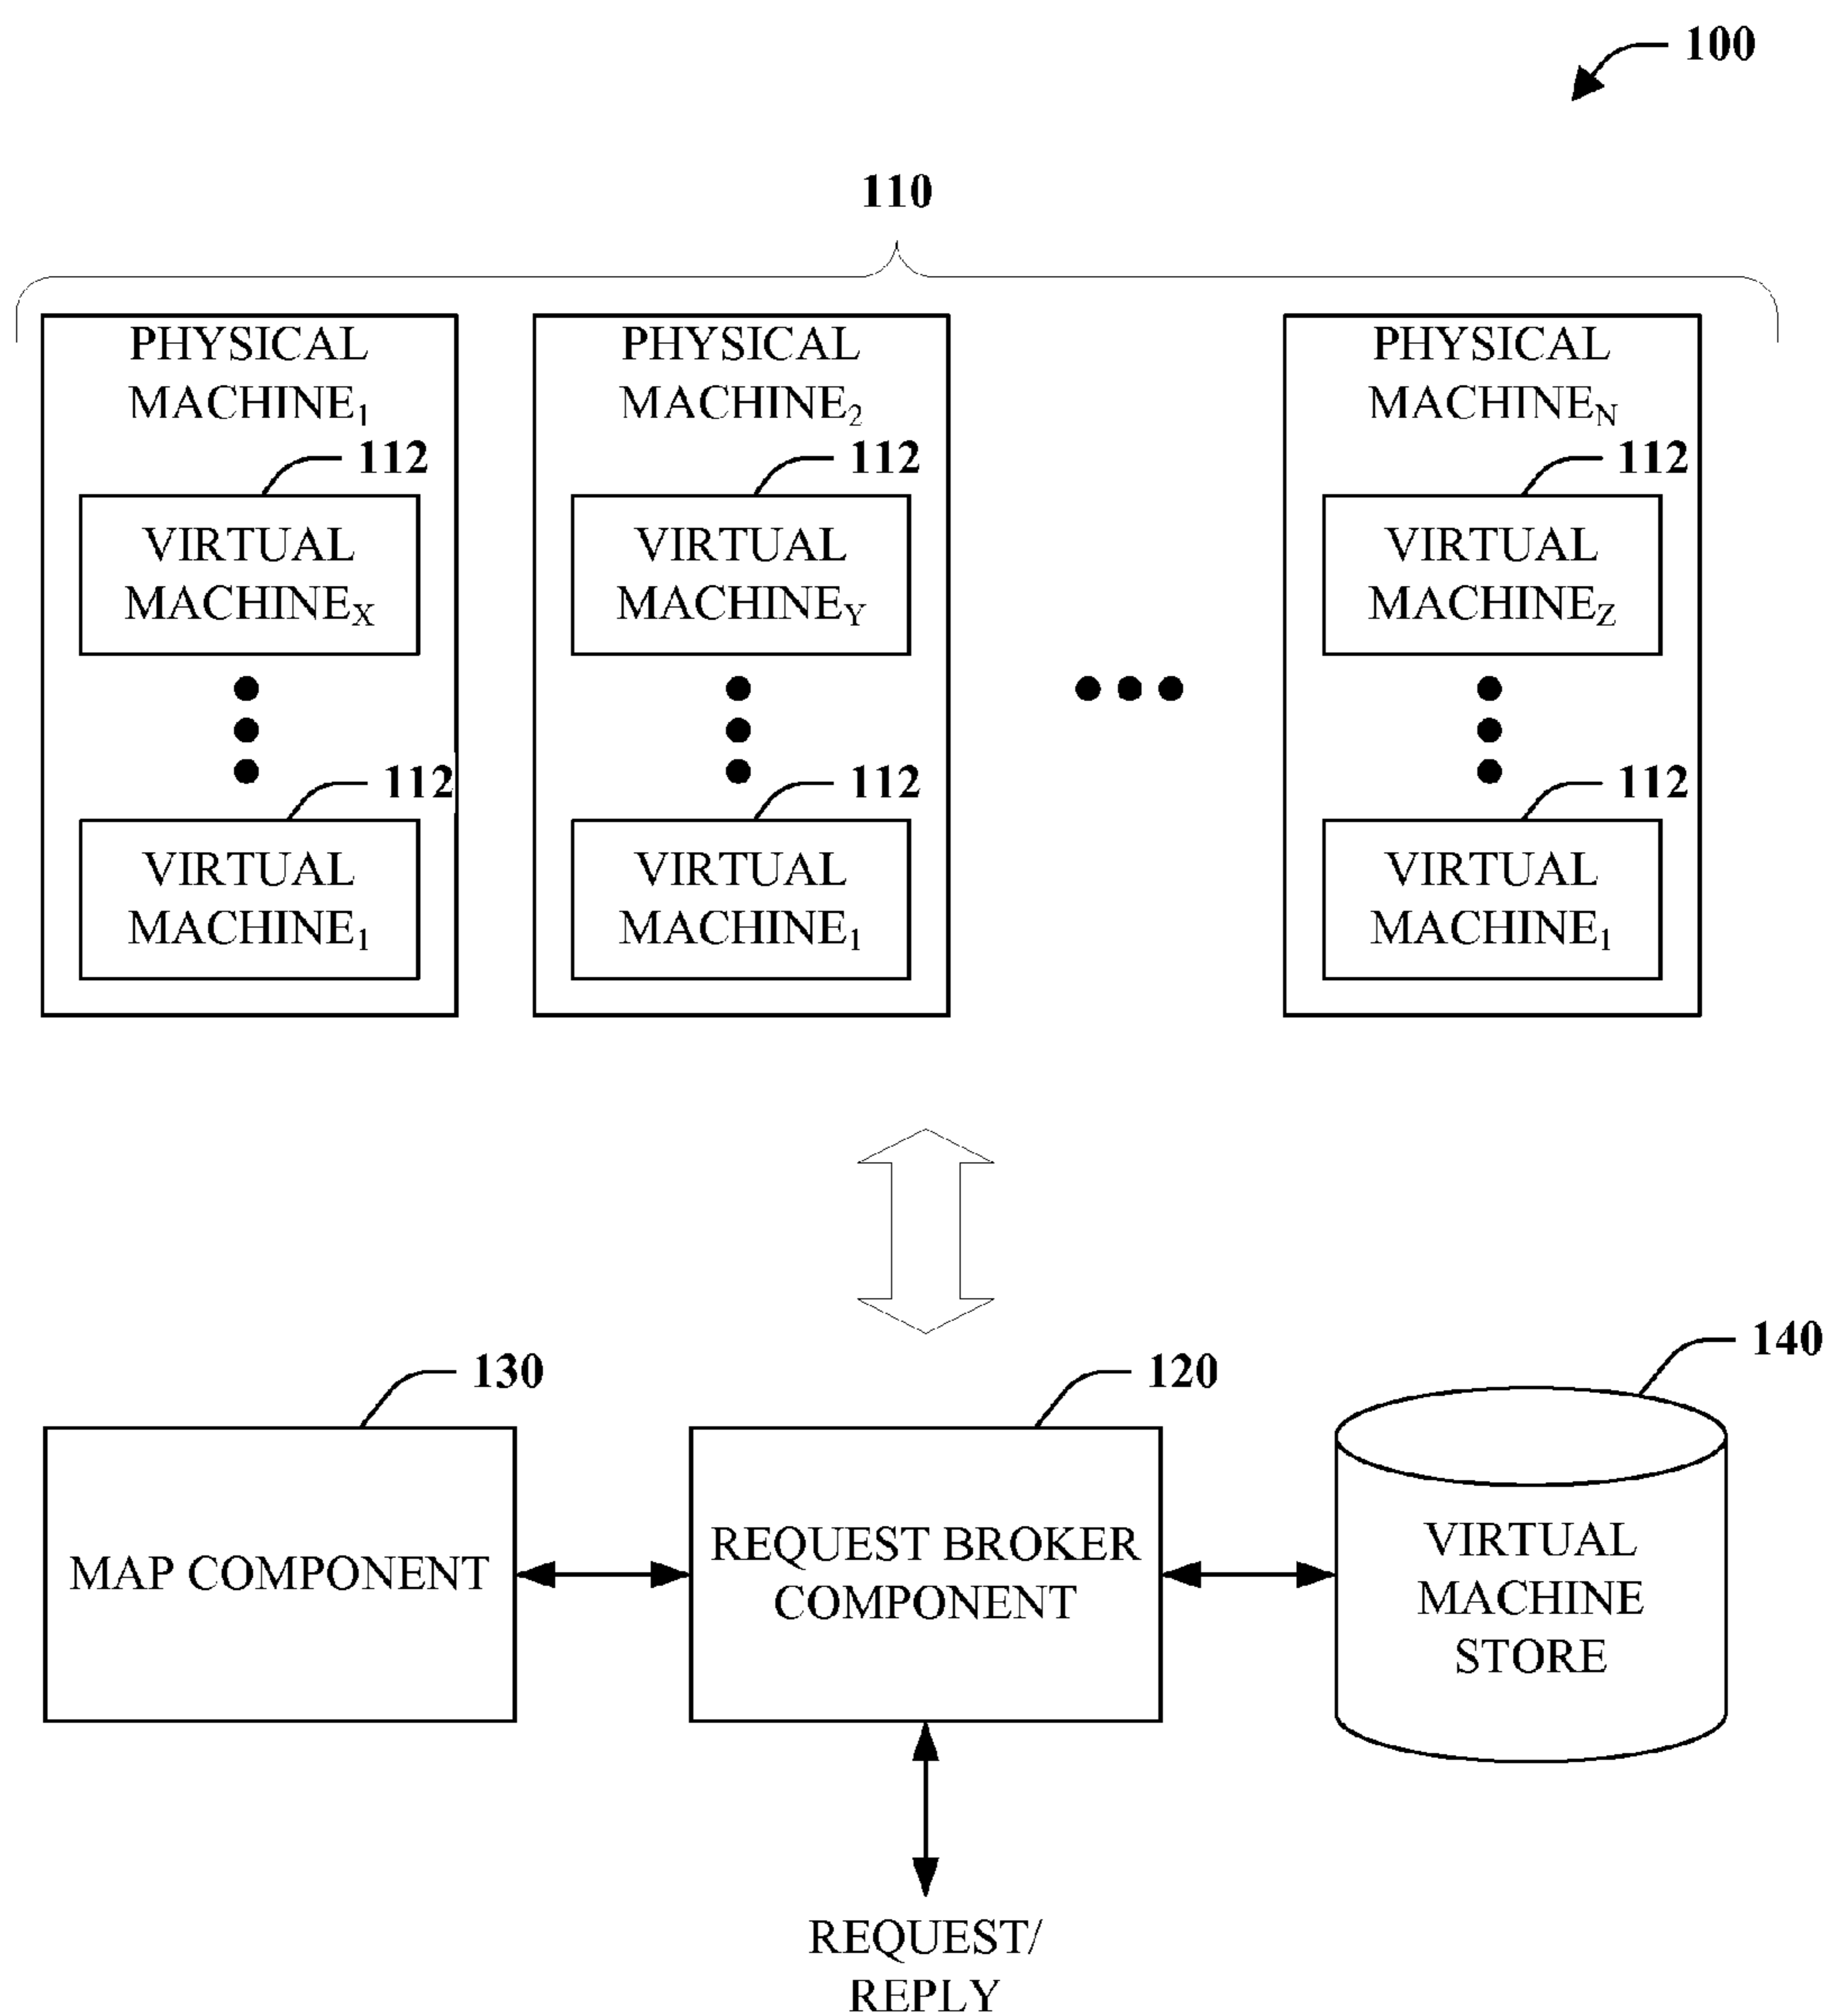 100
110
PHYSICAL
MACHINE₁
112
VIRTUAL
MACHINEX
112
VIRTUAL
MACHINE₁
PHYSICAL
MACHINE₂
112
VIRTUAL
MACHINEY
112
VIRTUAL
MACHINE₁
PHYSICAL
MACHINEN
112
VIRTUAL
MACHINEZ
112
VIRTUAL
MACHINE₁
130
MAP COMPONENT
120
REQUEST BROKER
COMPONENT
140
VIRTUAL
MACHINE
STORE
REQUEST/
REPLY